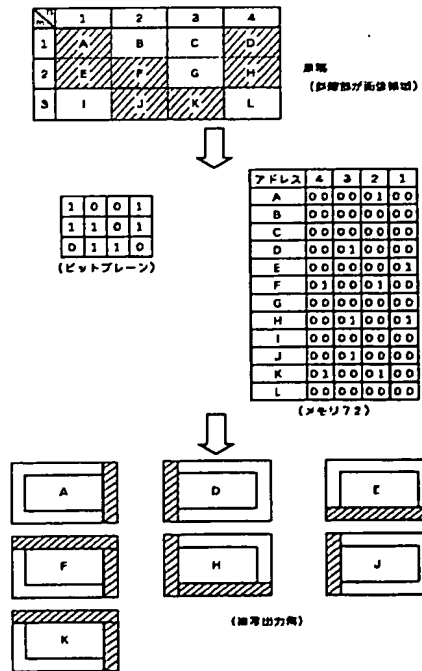 m n 1 2 3 4
1 A B C D
2 E F G H
3 I J K L
原稿
(斜線部が画像領域)
1 0 0 1
1 1 0 1
0 1 1 0
(ビットプレーン)
アドレス 4 3 2 1
A 00 00 01 00
B 00 00 00 00
C 00 00 00 00
D 00 01 00 00
E 00 00 00 01
F 01 00 01 00
G 00 00 00 00
H 00 01 00 01
I 00 00 00 00
J 00 01 00 00
K 01 00 01 00
L 00 00 00 00
(メモリ72)
A D E
F H J
K